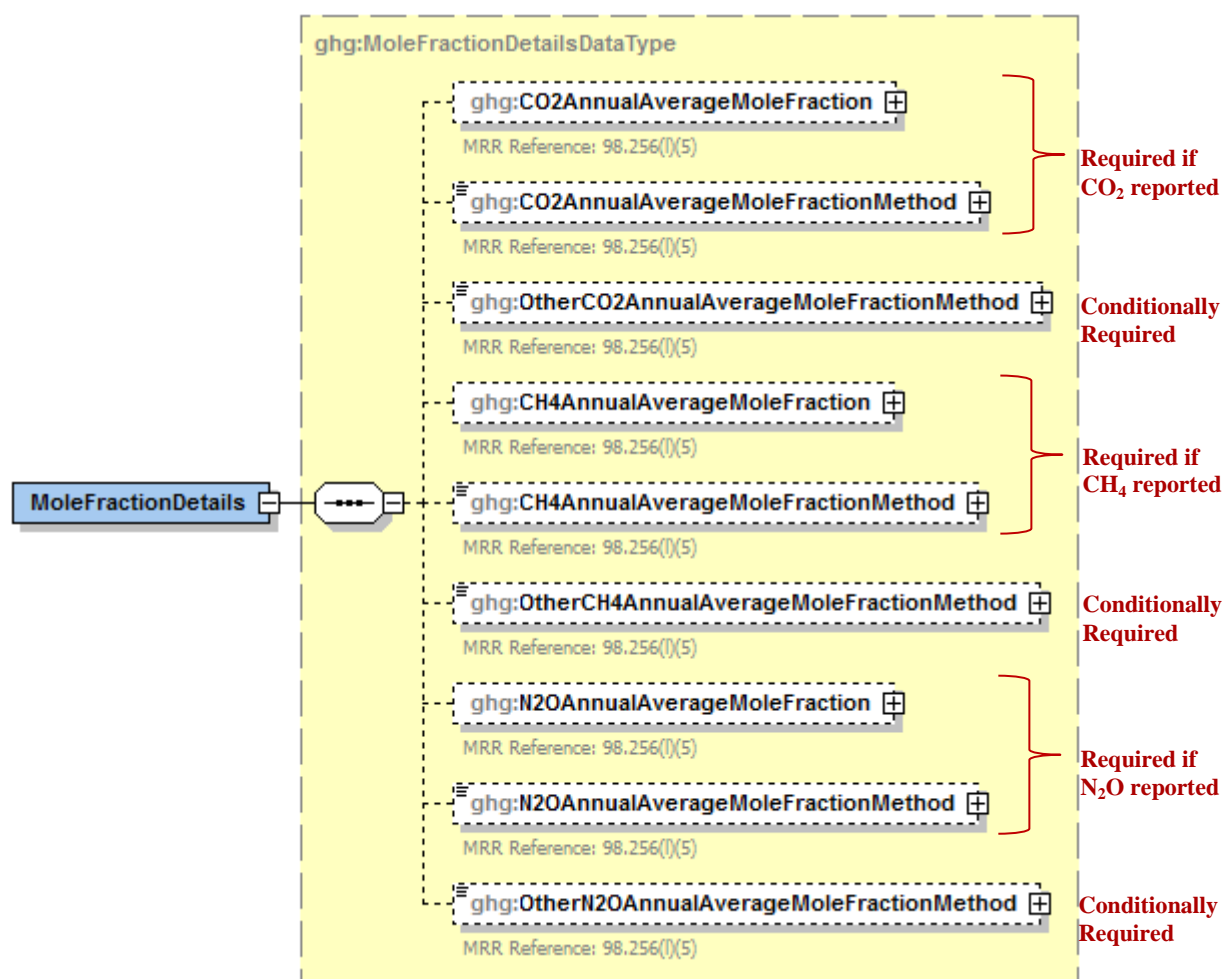 ghg:MoleFractionDetailsDataType
ghg:CO2AnnualAverageMoleFraction
MRR Reference: 98.256(l)(5)
Required if
CO₂ reported
ghg:CO2AnnualAverageMoleFractionMethod
MRR Reference: 98.256(l)(5)
ghg:OtherCO2AnnualAverageMoleFractionMethod
Conditionally
Required
MRR Reference: 98.256(l)(5)
ghg:CH4AnnualAverageMoleFraction
MRR Reference: 98.256(l)(5)
Required if
CH₄ reported
MoleFractionDetails
ghg:CH4AnnualAverageMoleFractionMethod
MRR Reference: 98.256(l)(5)
ghg:OtherCH4AnnualAverageMoleFractionMethod
Conditionally
Required
MRR Reference: 98.256(l)(5)
ghg:N2OAnnualAverageMoleFraction
MRR Reference: 98.256(l)(5)
Required if
N₂O reported
ghg:N2OAnnualAverageMoleFractionMethod
MRR Reference: 98.256(l)(5)
ghg:OtherN2OAnnualAverageMoleFractionMethod
Conditionally
Required
MRR Reference: 98.256(l)(5)